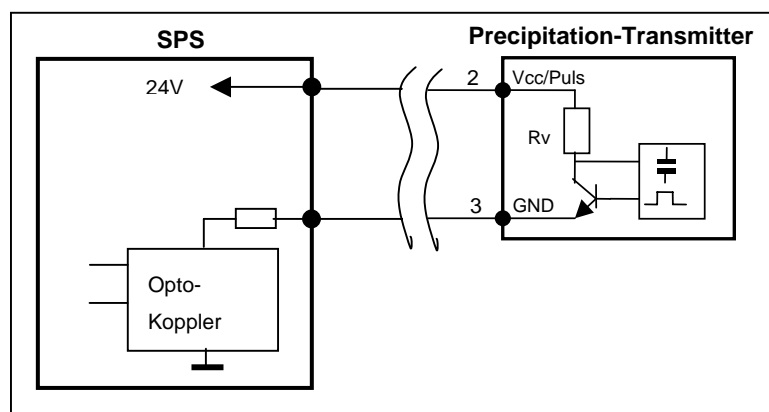 SPS
Precipitation-Transmitter
24V
2
Vcc/Puls
Rv
3
GND
Opto-
Koppler